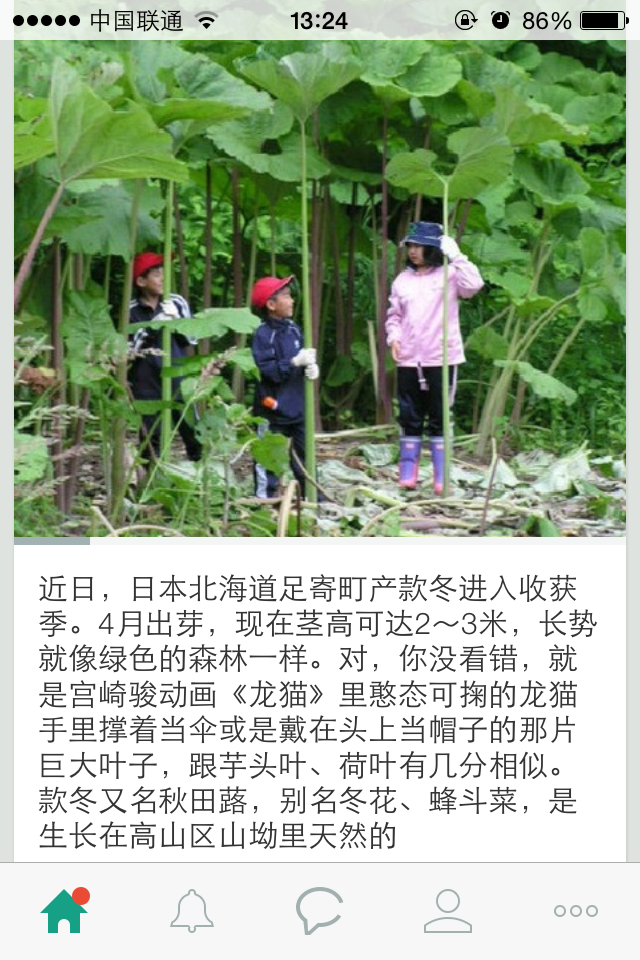 中国联通
13:24
86%
近日，日本北海道足寄町产款冬进入收获
季。4月出芽，现在茎高可达2～3米，长势
就像绿色的森林一样。对，你没看错，就
是宫崎骏动画《龙猫》里憨态可掬的龙猫
手里撑着当伞或是戴在头上当帽子的那片
巨大叶子，跟芋头叶、荷叶有几分相似。
款冬又名秋田蕗，别名冬花、蜂斗菜，是
生长在高山区山坳里天然的